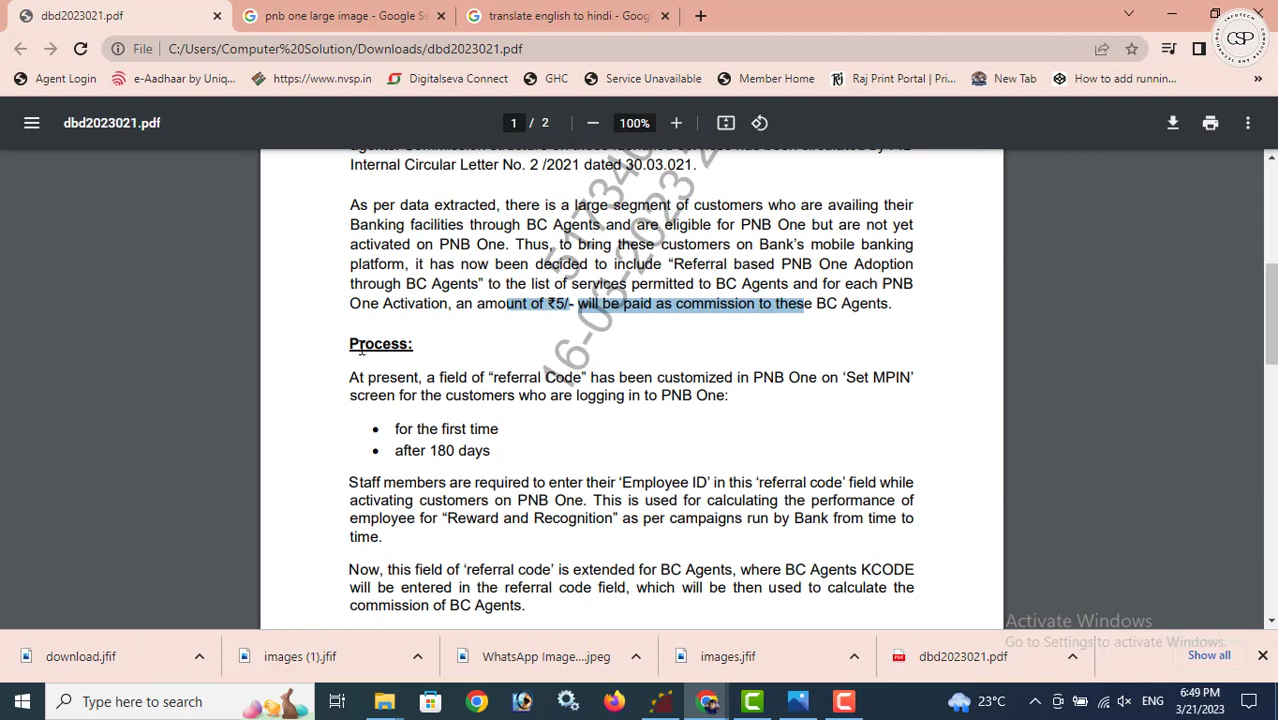 dbd2023021.pdf
pnb one large image - Google Se
translate english to hindi - Goog
File
C:/Users/Computer%20Solution/Downloads/dbd2023021.pdf
INFOTECH
CSP
COMPUTER
Agent Login
e-Aadhaar by Uniq...
https://www.nvsp.in
Digitalseva Connect
GHC
Service Unavailable
Member Home
Raj Print Portal | Pri...
New Tab
How to add runnin...
dbd2023021.pdf
1 / 2
100%
Internal Circular Letter No. 2 /2021 dated 30.03.021.
As per data extracted, there is a large segment of customers who are availing their
Banking facilities through BC Agents and are eligible for PNB One but are not yet
activated on PNB One. Thus, to bring these customers on Bank's mobile banking
platform, it has now been decided to include “Referral based PNB One Adoption
through BC Agents” to the list of services permitted to BC Agents and for each PNB
One Activation, an amount of ₹5/- will be paid as commission to these BC Agents.
Process:
At present, a field of “referral Code” has been customized in PNB One on ‘Set MPIN’
screen for the customers who are logging in to PNB One:
• for the first time
• after 180 days
Staff members are required to enter their ‘Employee ID’ in this ‘referral code’ field while
activating customers on PNB One. This is used for calculating the performance of
employee for “Reward and Recognition” as per campaigns run by Bank from time to
time.
Now, this field of ‘referral code’ is extended for BC Agents, where BC Agents KCODE
will be entered in the referral code field, which will be then used to calculate the
commission of BC Agents.
Activate Windows
Go to Settings to activate Windows.
download.jfif
images (1).jfif
WhatsApp Image....jpeg
images.jfif
dbd2023021.pdf
Show all
Type here to search
23°C
ENG
6:49 PM
3/21/2023